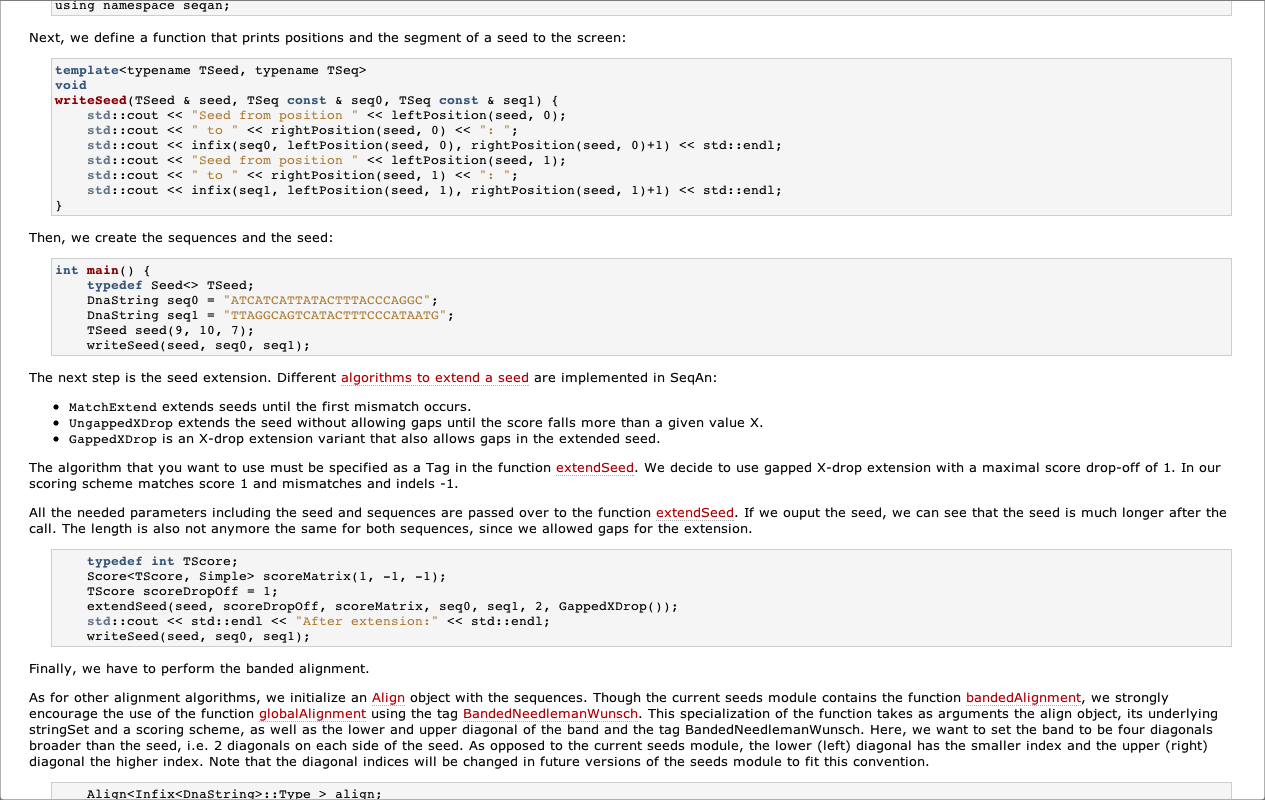 using namespace seqan;
Next, we define a function that prints positions and the segment of a seed to the screen:
template<typename TSeed, typename TSeq>
void
writeSeed(TSeed & seed, TSeq const & seq0, TSeq const & seq1) {
    std::cout << "Seed from position " << leftPosition(seed, 0);
    std::cout << " to " << rightPosition(seed, 0) << ": ";
    std::cout << infix(seq0, leftPosition(seed, 0), rightPosition(seed, 0)+1) << std::endl;
    std::cout << "Seed from position " << leftPosition(seed, 1);
    std::cout << " to " << rightPosition(seed, 1) << ": ";
    std::cout << infix(seq1, leftPosition(seed, 1), rightPosition(seed, 1)+1) << std::endl;
}
Then, we create the sequences and the seed:
int main() {
    typedef Seed<> TSeed;
    DnaString seq0 = "ATCATCATTATACTTTACCCAGGC";
    DnaString seq1 = "TTAGGCAGTCATACTTTCCCATAATG";
    TSeed seed(9, 10, 7);
    writeSeed(seed, seq0, seq1);
The next step is the seed extension. Different algorithms to extend a seed are implemented in SeqAn:
• MatchExtend extends seeds until the first mismatch occurs.
• UngappedXDrop extends the seed without allowing gaps until the score falls more than a given value X.
• GappedXDrop is an X-drop extension variant that also allows gaps in the extended seed.
The algorithm that you want to use must be specified as a Tag in the function extendSeed. We decide to use gapped X-drop extension with a maximal score drop-off of 1. In our
scoring scheme matches score 1 and mismatches and indels -1.
All the needed parameters including the seed and sequences are passed over to the function extendSeed. If we ouput the seed, we can see that the seed is much longer after the
call. The length is also not anymore the same for both sequences, since we allowed gaps for the extension.
    typedef int TScore;
    Score<TScore, Simple> scoreMatrix(1, -1, -1);
    TScore scoreDropOff = 1;
    extendSeed(seed, scoreDropOff, scoreMatrix, seq0, seq1, 2, GappedXDrop());
    std::cout << std::endl << "After extension:" << std::endl;
    writeSeed(seed, seq0, seq1);
Finally, we have to perform the banded alignment.
As for other alignment algorithms, we initialize an Align object with the sequences. Though the current seeds module contains the function bandedAlignment, we strongly
encourage the use of the function globalAlignment using the tag BandedNeedlemanWunsch. This specialization of the function takes as arguments the align object, its underlying
stringSet and a scoring scheme, as well as the lower and upper diagonal of the band and the tag BandedNeedlemanWunsch. Here, we want to set the band to be four diagonals
broader than the seed, i.e. 2 diagonals on each side of the seed. As opposed to the current seeds module, the lower (left) diagonal has the smaller index and the upper (right)
diagonal the higher index. Note that the diagonal indices will be changed in future versions of the seeds module to fit this convention.
    Align<Infix<DnaString>::Type > align;